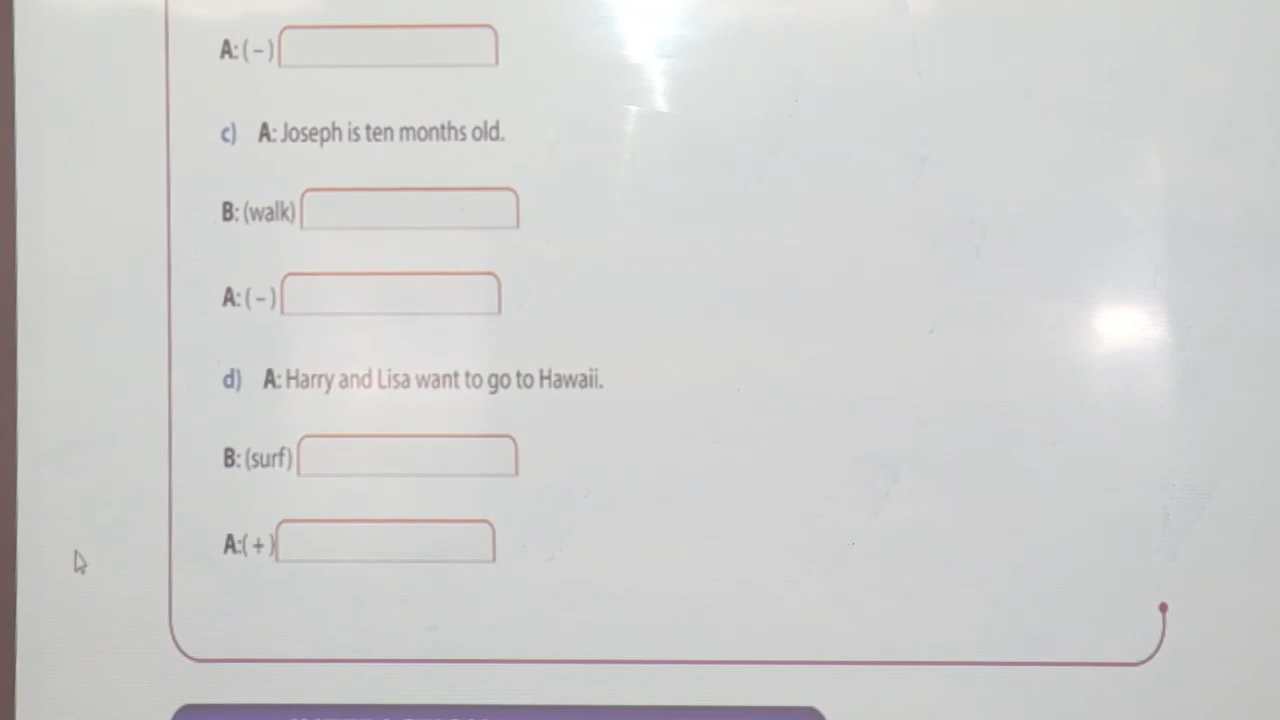 A: (–)
c) A: Joseph is ten months old.
B: (walk)
A: (–)
d) A: Harry and Lisa want to go to Hawaii.
B: (surf)
A:(+)